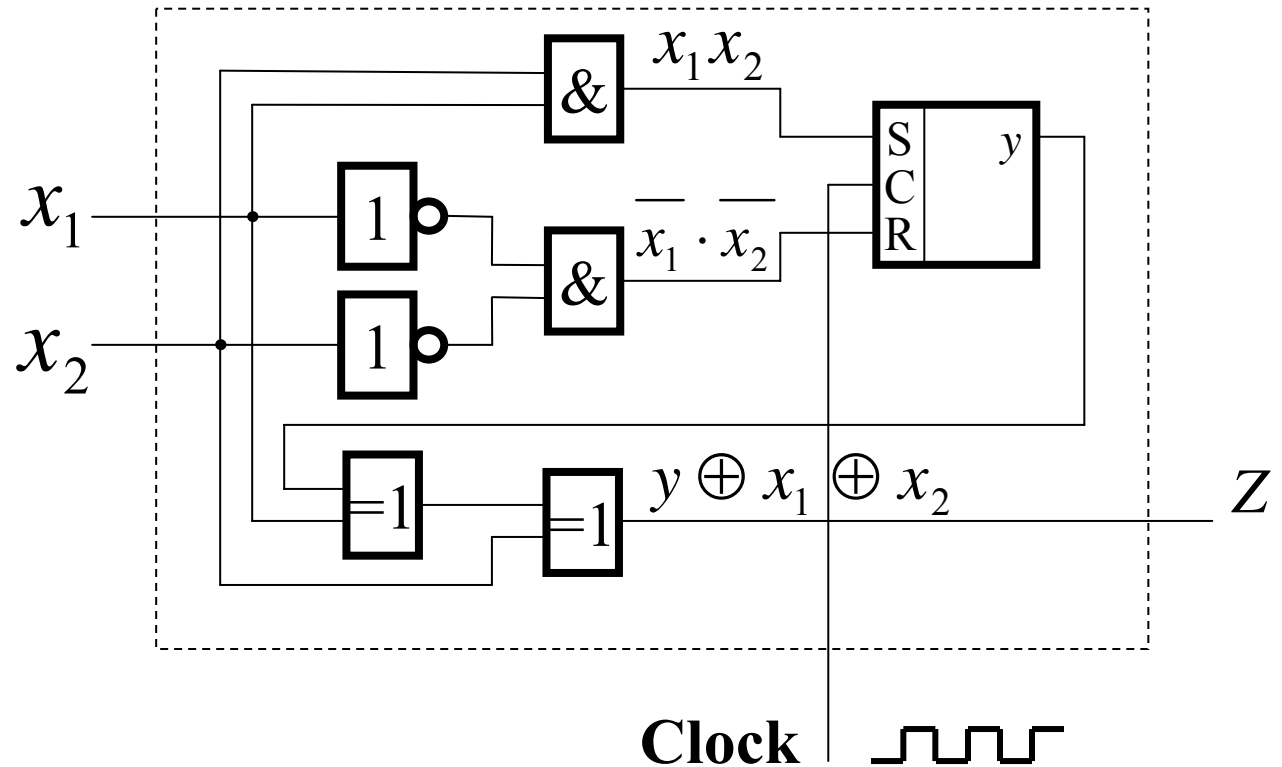 x₁x₂
&
S
y
C
x₁
1
R
x̅₁ · x̅₂
&
x₂
1
y ⊕ x₁ ⊕ x₂
=1
=1
Z
Clock